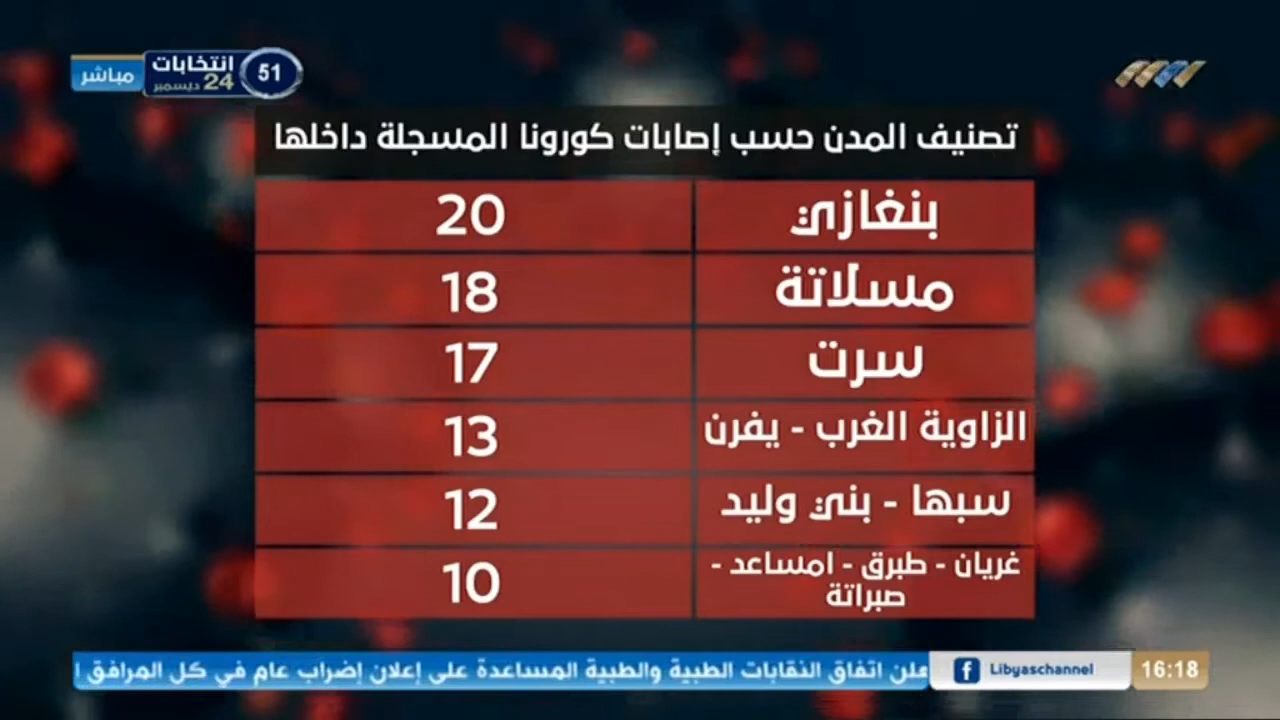 انتخابات
24 ديسمبر
51
مباشر
تصنيف المدن حسب إصابات كورونا المسجلة داخلها
بنغازي 20
مسلاتة 18
سرت 17
الزاوية الغرب - يفرن 13
سبها - بني وليد 12
غريان - طبرق - امساعد -
صبراتة 10
علن اتفاق النقابات الطبية والطبية المساعدة على إعلان إضراب عام في كل المرافق ا
Libyaschannel
16:18